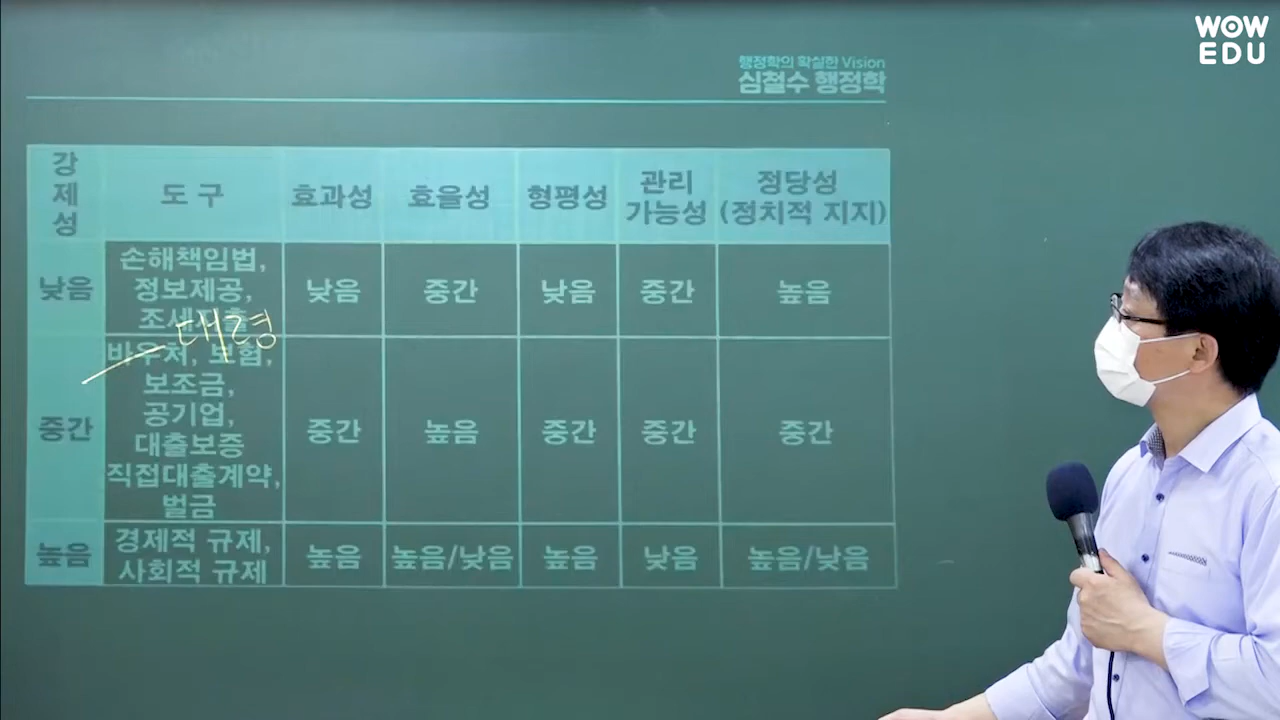 WOW
EDU
행정학의 확실한 Vision
심철수 행정학
강제성
도구
효과성
효율성
형평성
관리
가능성
정당성
(정치적 지지)
낮음
손해책임법,
정보제공,
조세지출
낮음
중간
낮음
중간
높음
대령
중간
바우처, 보험,
보조금,
공기업,
대출보증
직접대출계약,
벌금
중간
높음
중간
중간
중간
높음
경제적 규제,
사회적 규제
높음
높음/낮음
높음
낮음
높음/낮음